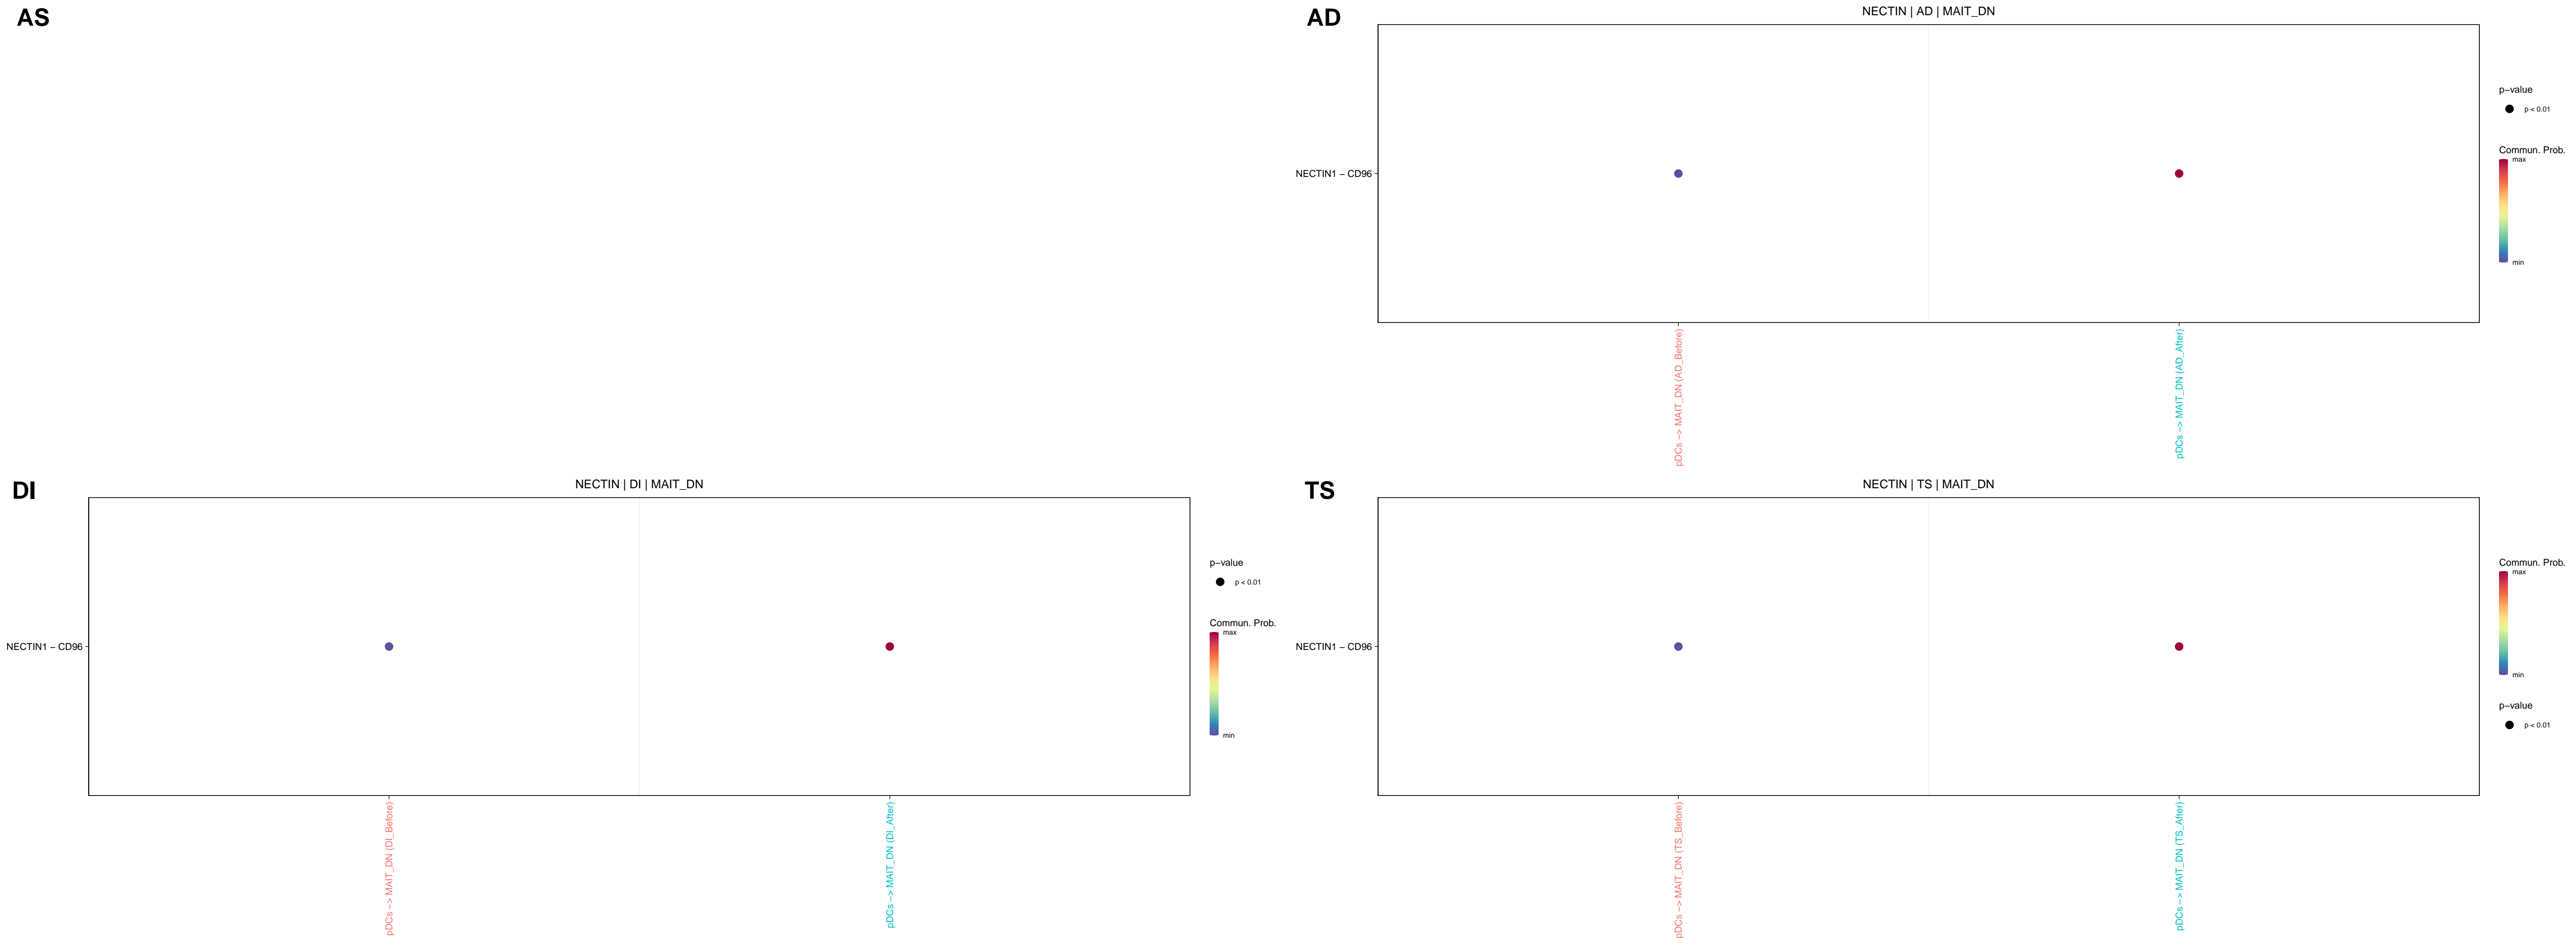 AS
AD
NECTIN | AD | MAIT_DN
NECTIN1 − CD96
pDCs −> MAIT_DN (AD_Before)
pDCs −> MAIT_DN (AD_After)
p−value
p < 0.01
Commun. Prob.
max
min
DI
NECTIN | DI | MAIT_DN
NECTIN1 − CD96
pDCs −> MAIT_DN (DI_Before)
pDCs −> MAIT_DN (DI_After)
p−value
p < 0.01
Commun. Prob.
max
min
TS
NECTIN | TS | MAIT_DN
NECTIN1 − CD96
pDCs −> MAIT_DN (TS_Before)
pDCs −> MAIT_DN (TS_After)
Commun. Prob.
max
min
p−value
p < 0.01